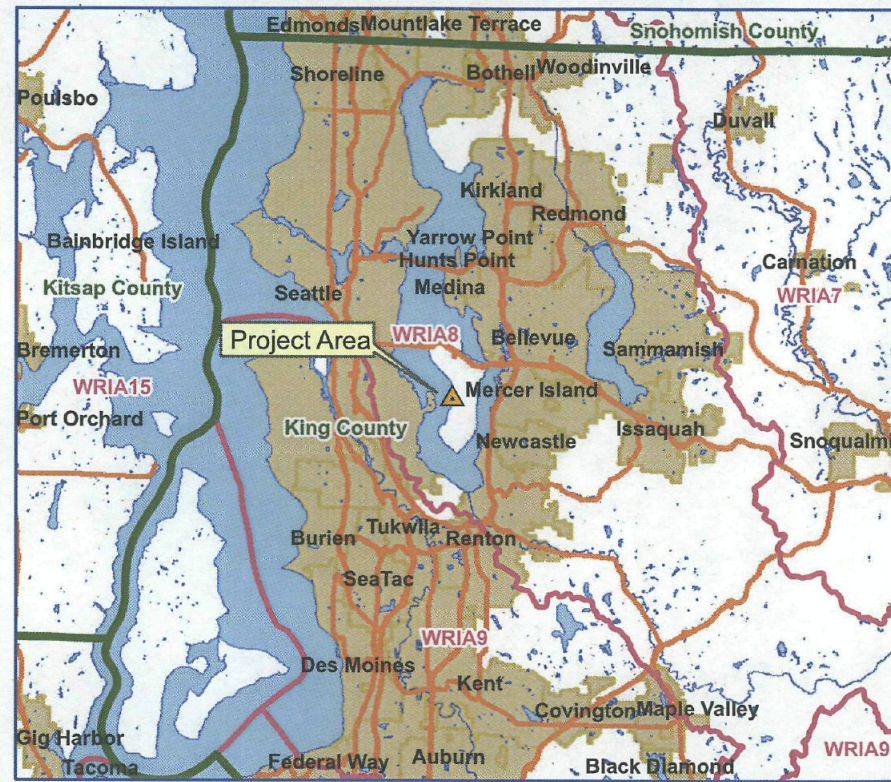 Edmonds Mountlake Terrace
Snohomish County
Shoreline
Bothell
Woodinville
Poulsbo
Duvall
Kirkland
Redmond
Bainbridge Island
Yarrow Point
Hunts Point
Carnation
Kitsap County
Seattle
Medina
WRIA7
Project Area
WRIA8
Bellevue
Sammamish
Bremerton
WRIA15
Mercer Island
Port Orchard
King County
Newcastle
Issaquah
Snoqualmi
Tukwila
Burien
Renton
SeaTac
WRIA9
Des Moines
Kent
Covington
Maple Valley
Gig Harbor
WRIA9
Tacoma
Federal Way
Auburn
Black Diamond